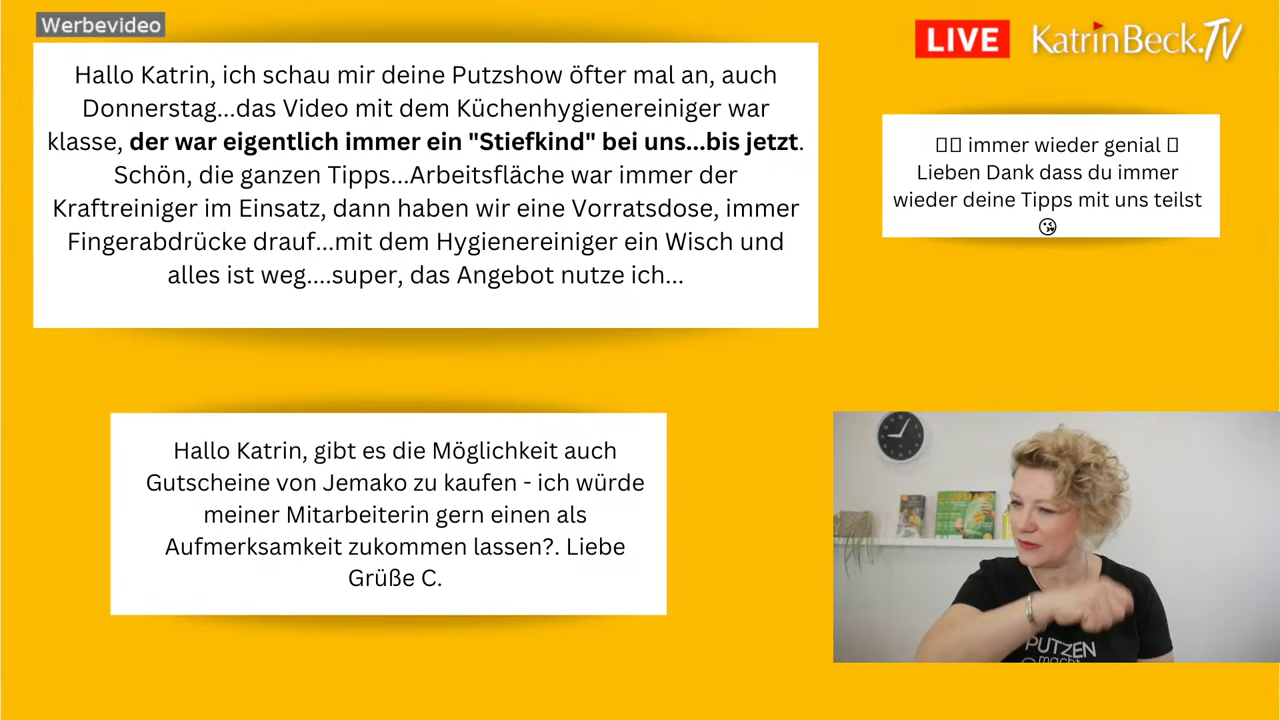 Werbevideo
LIVE KatrinBeck.TV
Hallo Katrin, ich schau mir deine Putzshow öfter mal an, auch
Donnerstag...das Video mit dem Küchenhygienereiniger war
klasse, der war eigentlich immer ein "Stiefkind" bei uns...bis jetzt.
Schön, die ganzen Tipps...Arbeitsfläche war immer der
Kraftreiniger im Einsatz, dann haben wir eine Vorratsdose, immer
Fingerabdrücke drauf...mit dem Hygienereiniger ein Wisch und
alles ist weg....super, das Angebot nutze ich...
immer wieder genial
Lieben Dank dass du immer
wieder deine Tipps mit uns teilst
😘
Hallo Katrin, gibt es die Möglichkeit auch
Gutscheine von Jemako zu kaufen - ich würde
meiner Mitarbeiterin gern einen als
Aufmerksamkeit zukommen lassen?. Liebe
Grüße C.
JEMAKO
PUTZEN
macht